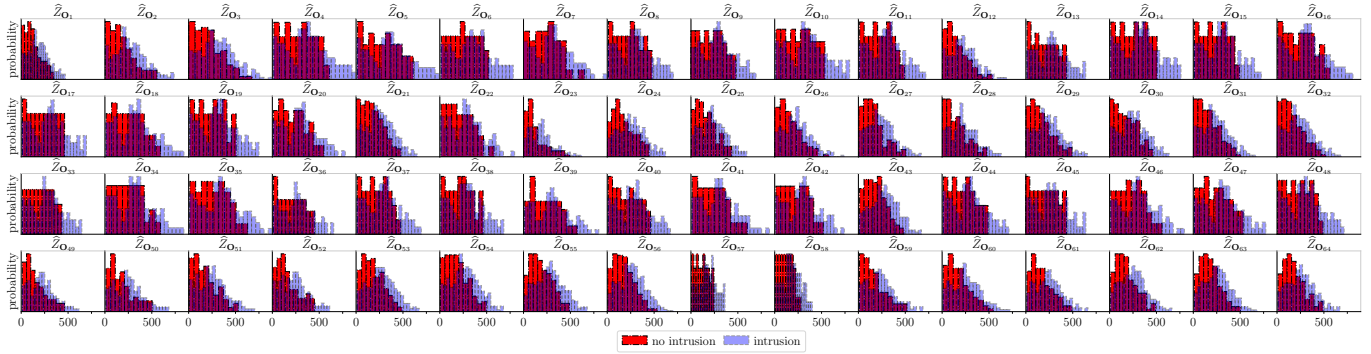 Ẑ_O₁ Ẑ_O₂ Ẑ_O₃ Ẑ_O₄ Ẑ_O₅ Ẑ_O₆ Ẑ_O₇ Ẑ_O₈ Ẑ_O₉ Ẑ_O₁₀ Ẑ_O₁₁ Ẑ_O₁₂ Ẑ_O₁₃ Ẑ_O₁₄ Ẑ_O₁₅ Ẑ_O₁₆
probability
Ẑ_O₁₇ Ẑ_O₁₈ Ẑ_O₁₉ Ẑ_O₂₀ Ẑ_O₂₁ Ẑ_O₂₂ Ẑ_O₂₃ Ẑ_O₂₄ Ẑ_O₂₅ Ẑ_O₂₆ Ẑ_O₂₇ Ẑ_O₂₈ Ẑ_O₂₉ Ẑ_O₃₀ Ẑ_O₃₁ Ẑ_O₃₂
probability
Ẑ_O₃₃ Ẑ_O₃₄ Ẑ_O₃₅ Ẑ_O₃₆ Ẑ_O₃₇ Ẑ_O₃₈ Ẑ_O₃₉ Ẑ_O₄₀ Ẑ_O₄₁ Ẑ_O₄₂ Ẑ_O₄₃ Ẑ_O₄₄ Ẑ_O₄₅ Ẑ_O₄₆ Ẑ_O₄₇ Ẑ_O₄₈
probability
Ẑ_O₄₉ Ẑ_O₅₀ Ẑ_O₅₁ Ẑ_O₅₂ Ẑ_O₅₃ Ẑ_O₅₄ Ẑ_O₅₅ Ẑ_O₅₆ Ẑ_O₅₇ Ẑ_O₅₈ Ẑ_O₅₉ Ẑ_O₆₀ Ẑ_O₆₁ Ẑ_O₆₂ Ẑ_O₆₃ Ẑ_O₆₄
probability
0 500 0 500 0 500 0 500 0 500 0 500 0 500 0 500 0 500 0 500 0 500 0 500 0 500 0 500 0 500 0 500
no intrusion intrusion